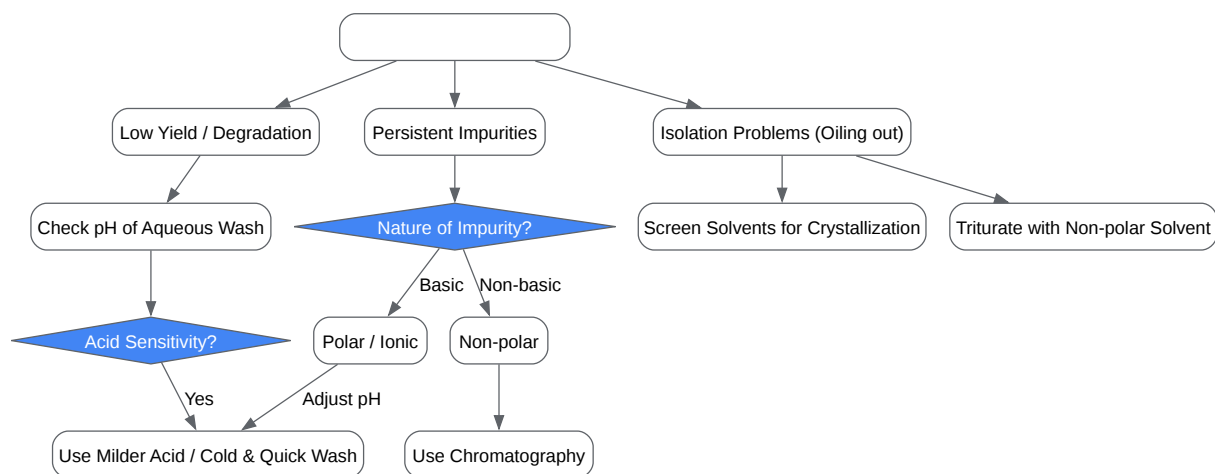 Low Yield / Degradation
Persistent Impurities
Isolation Problems (Oiling out)
Check pH of Aqueous Wash
Nature of Impurity?
Screen Solvents for Crystallization
Triturate with Non-polar Solvent
Basic
Non-basic
Acid Sensitivity?
Polar / Ionic
Non-polar
Yes
Adjust pH
Use Milder Acid / Cold & Quick Wash
Use Chromatography